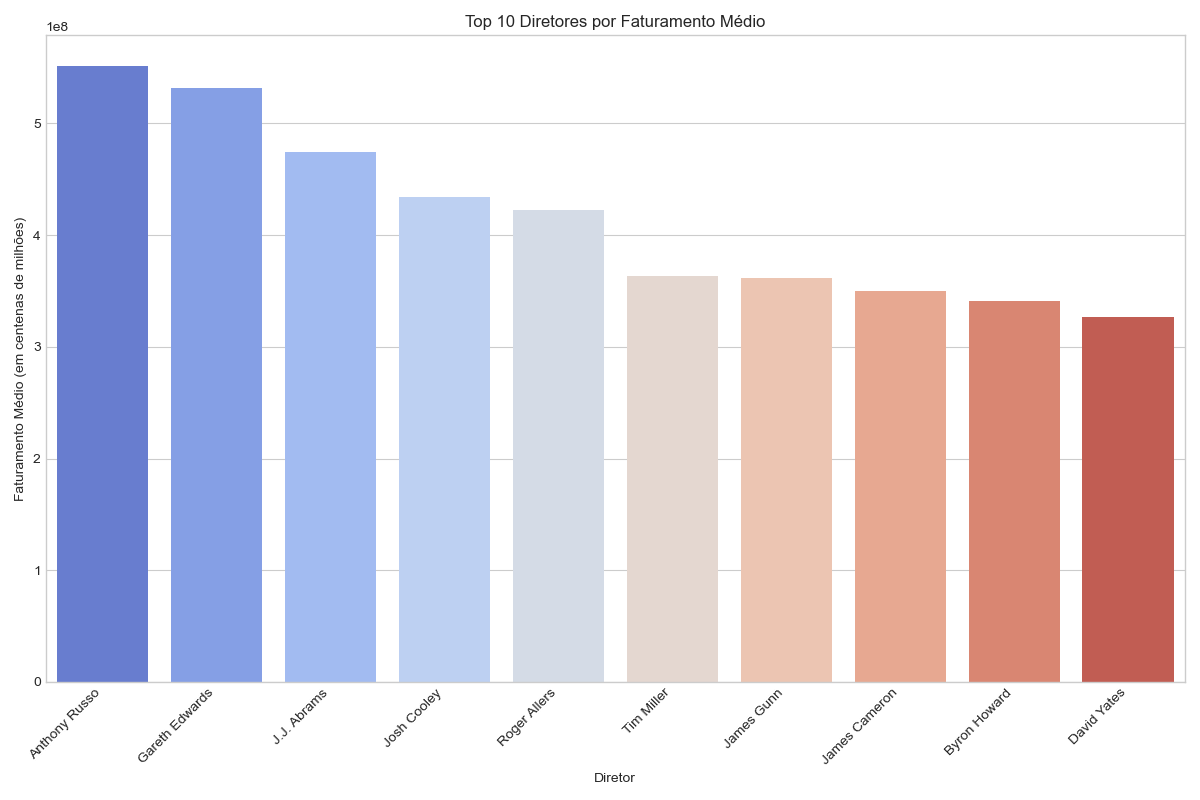 Top 10 Diretores por Faturamento Médio
1e8
5
4
3
2
1
0
Faturamento Médio (em centenas de milhões)
Anthony Russo
Gareth Edwards
J.J. Abrams
Josh Cooley
Roger Allers
Tim Miller
James Gunn
James Cameron
Byron Howard
David Yates
Diretor